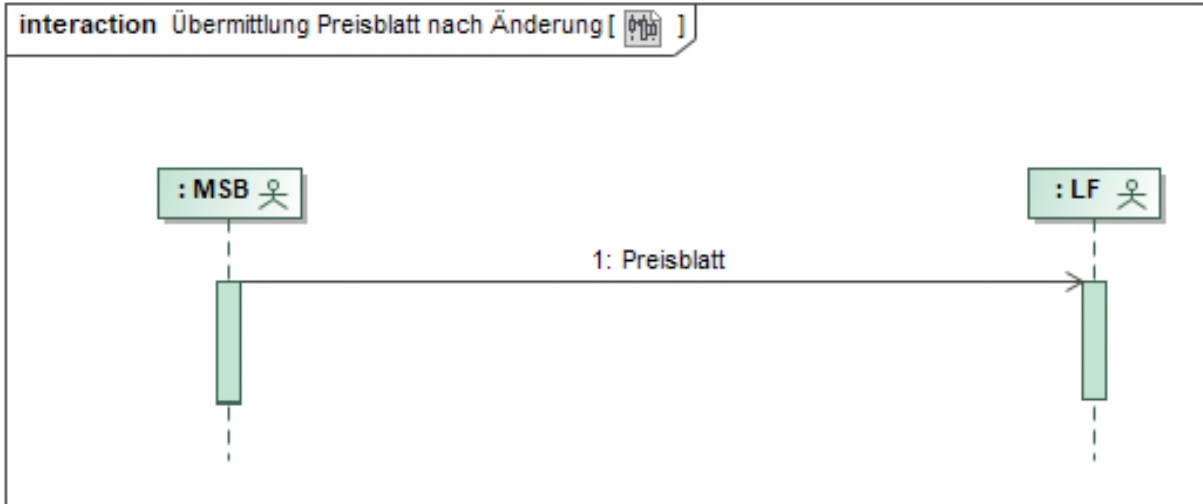 interaction Übermittlung Preisblatt nach Änderung [ ]
: MSB
: LF
1: Preisblatt